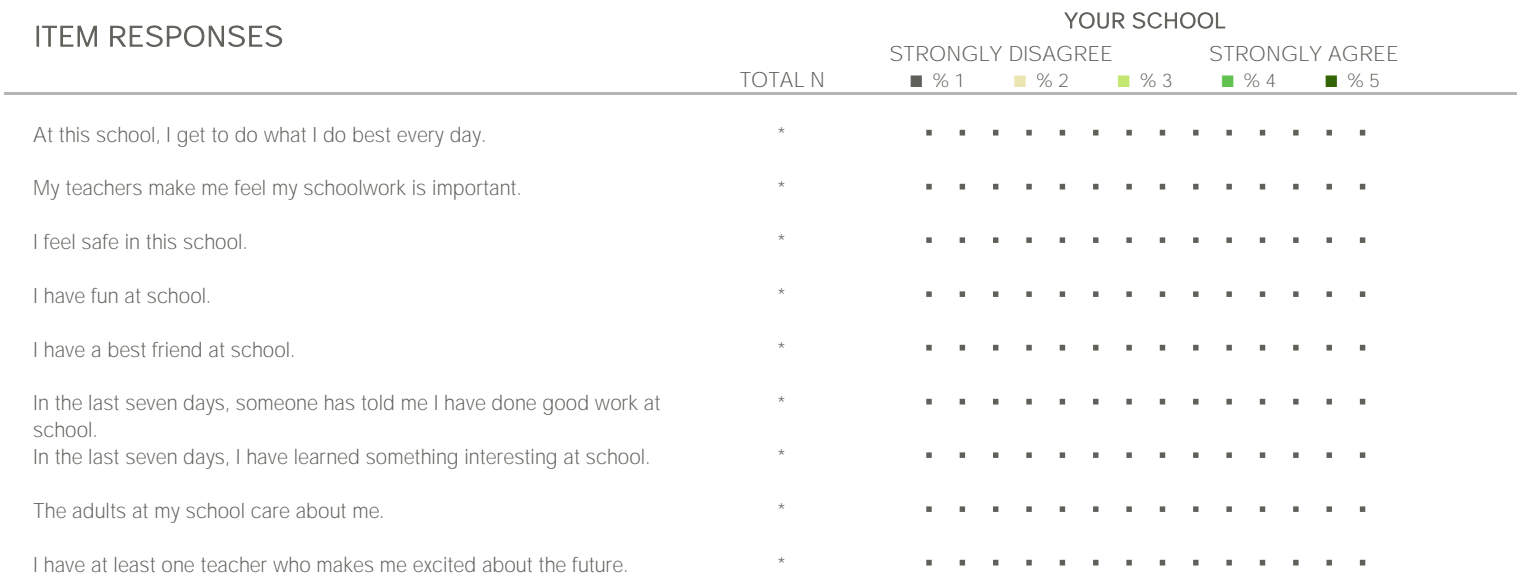 ITEM RESPONSES
YOUR SCHOOL
STRONGLY DISAGREE STRONGLY AGREE
TOTAL N ■ % 1 ■ % 2 ■ % 3 ■ % 4 ■ % 5
At this school, I get to do what I do best every day. * ▪ ▪ ▪ ▪ ▪ ▪ ▪ ▪ ▪ ▪ ▪ ▪ ▪ ▪
My teachers make me feel my schoolwork is important. * ▪ ▪ ▪ ▪ ▪ ▪ ▪ ▪ ▪ ▪ ▪ ▪ ▪ ▪
I feel safe in this school. * ▪ ▪ ▪ ▪ ▪ ▪ ▪ ▪ ▪ ▪ ▪ ▪ ▪ ▪
I have fun at school. * ▪ ▪ ▪ ▪ ▪ ▪ ▪ ▪ ▪ ▪ ▪ ▪ ▪ ▪
I have a best friend at school. * ▪ ▪ ▪ ▪ ▪ ▪ ▪ ▪ ▪ ▪ ▪ ▪ ▪ ▪
In the last seven days, someone has told me I have done good work at * ▪ ▪ ▪ ▪ ▪ ▪ ▪ ▪ ▪ ▪ ▪ ▪ ▪ ▪
school.
In the last seven days, I have learned something interesting at school. * ▪ ▪ ▪ ▪ ▪ ▪ ▪ ▪ ▪ ▪ ▪ ▪ ▪ ▪
The adults at my school care about me. * ▪ ▪ ▪ ▪ ▪ ▪ ▪ ▪ ▪ ▪ ▪ ▪ ▪ ▪
I have at least one teacher who makes me excited about the future. * ▪ ▪ ▪ ▪ ▪ ▪ ▪ ▪ ▪ ▪ ▪ ▪ ▪ ▪